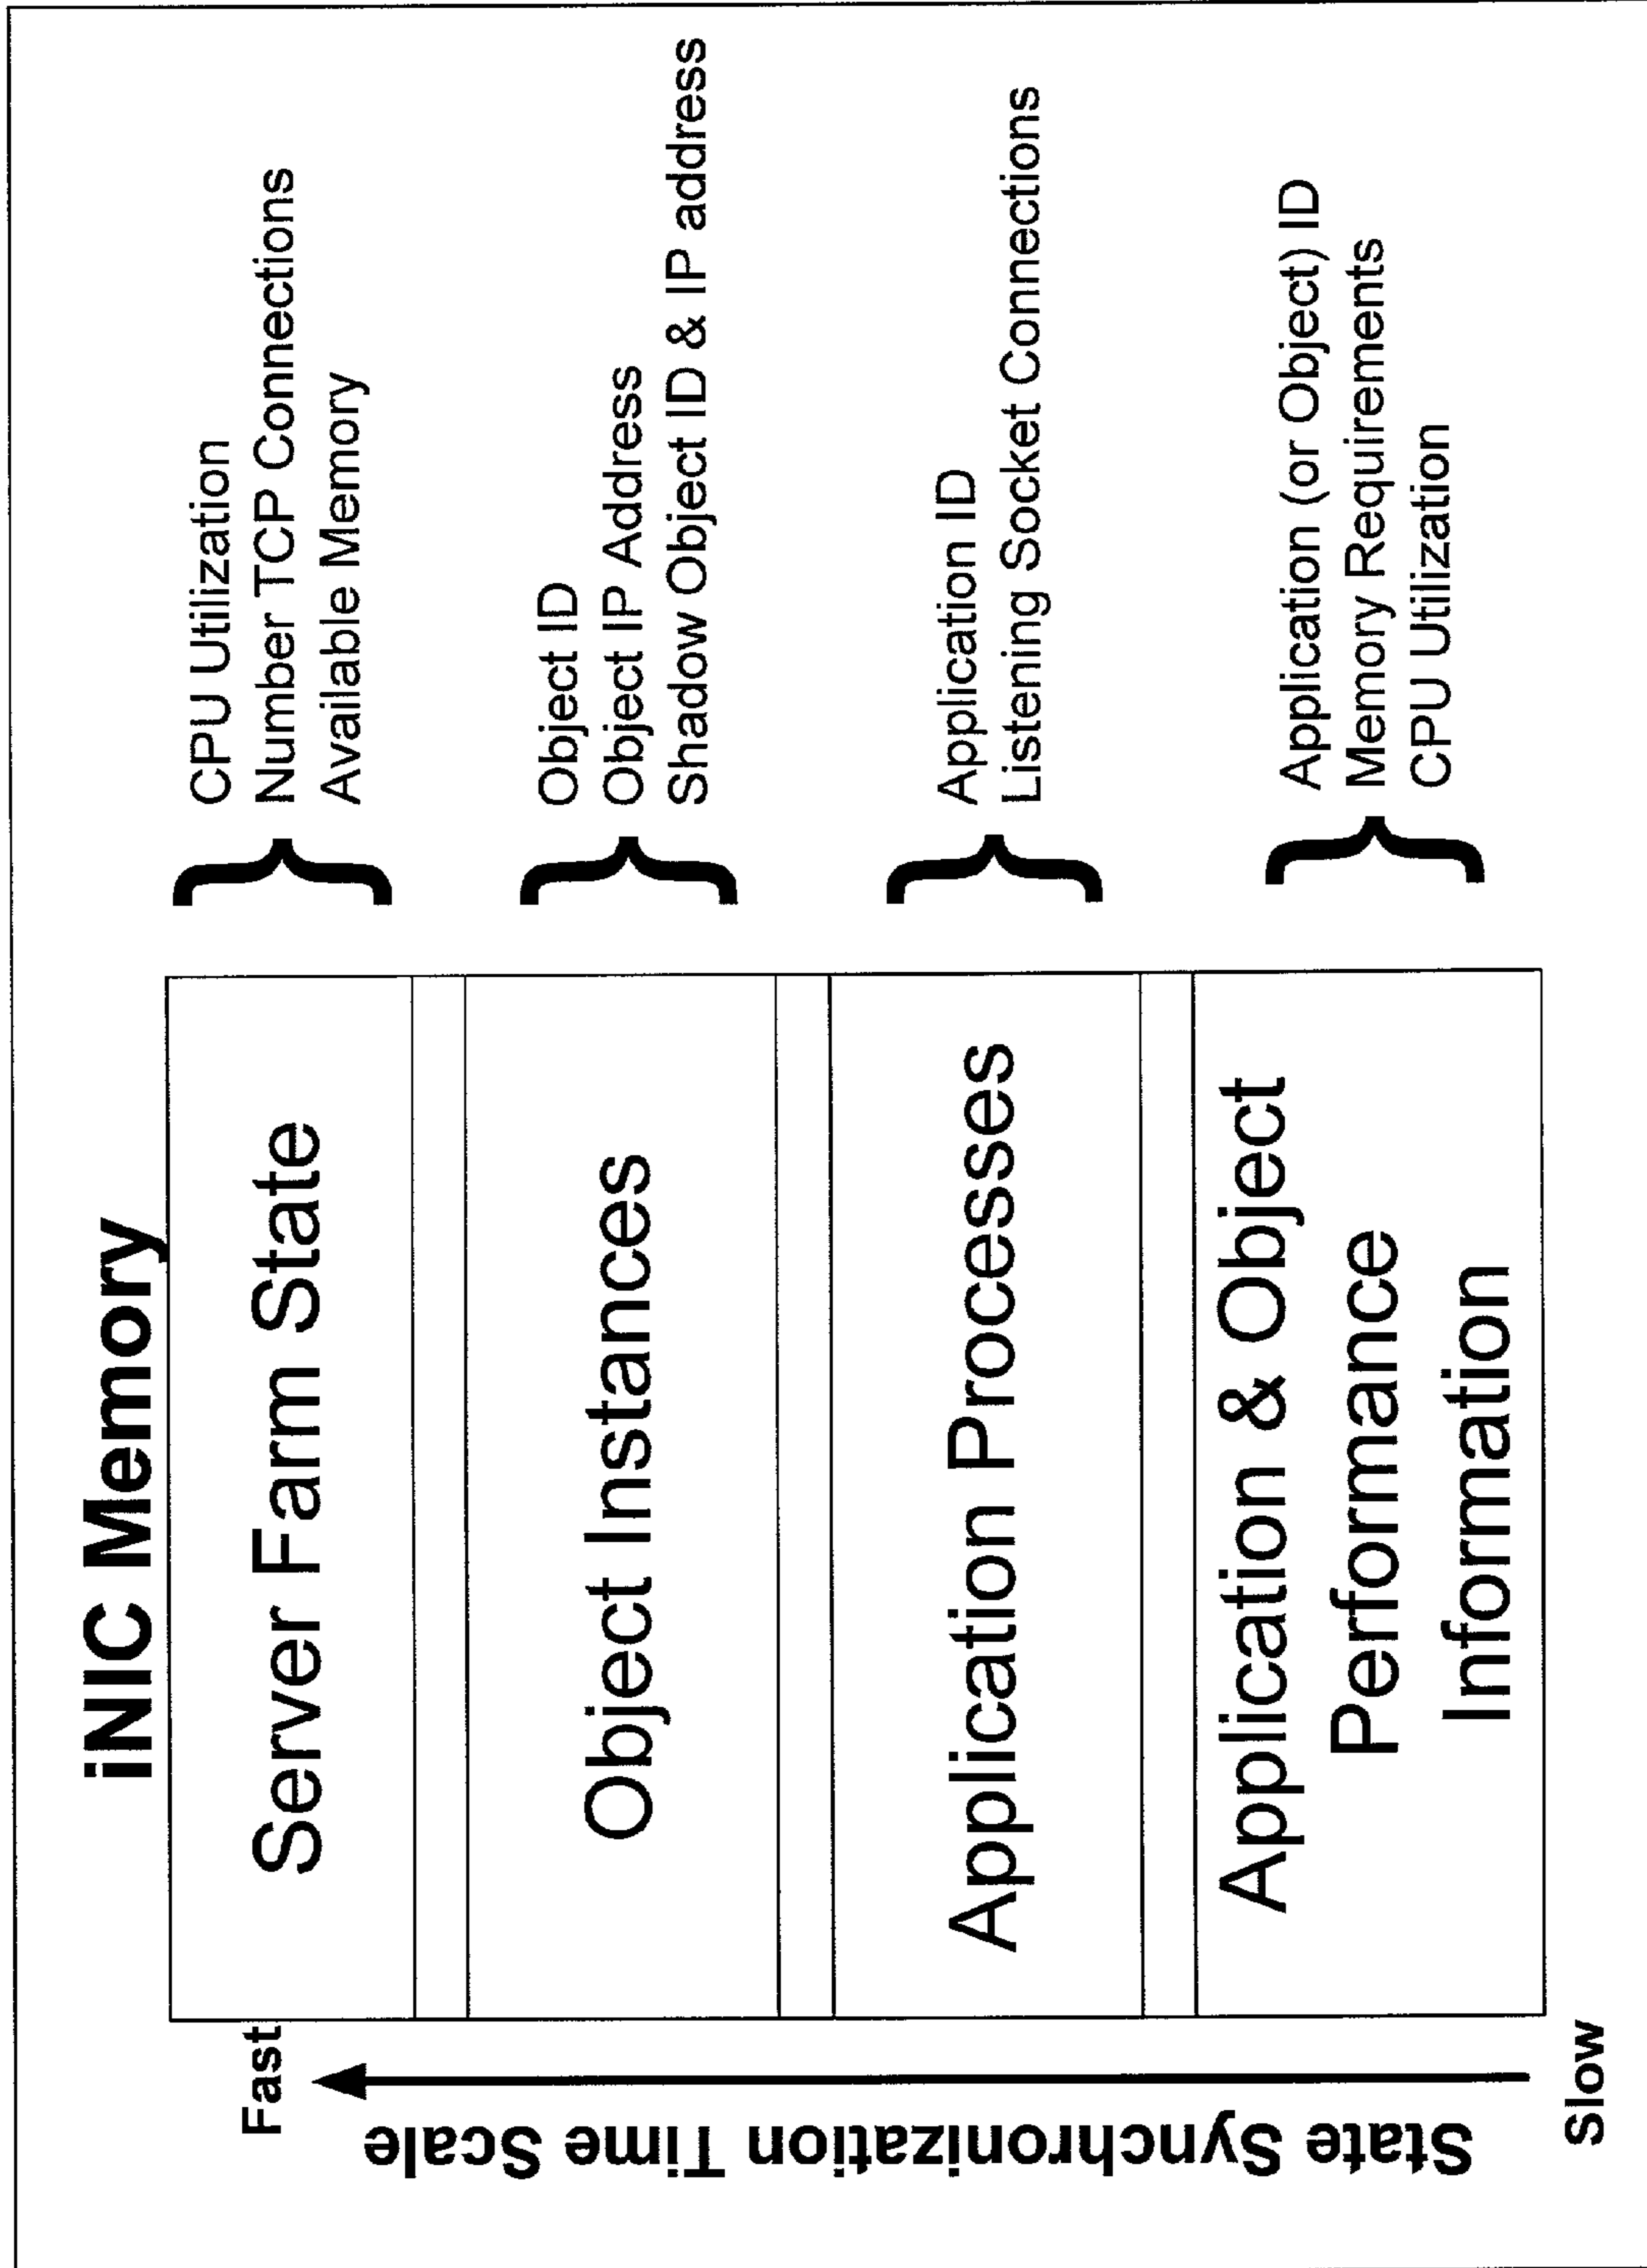 iNIC Memory
Fast
Server Farm State
CPU Utilization
Number TCP Connections
Available Memory
Object Instances
Object ID
Object IP Address
Shadow Object ID & IP address
Application Processes
Application ID
Listening Socket Connections
Application & Object
Performance
Information
Application (or Object) ID
Memory Requirements
CPU Utilization
State Synchronization Time Scale
Slow